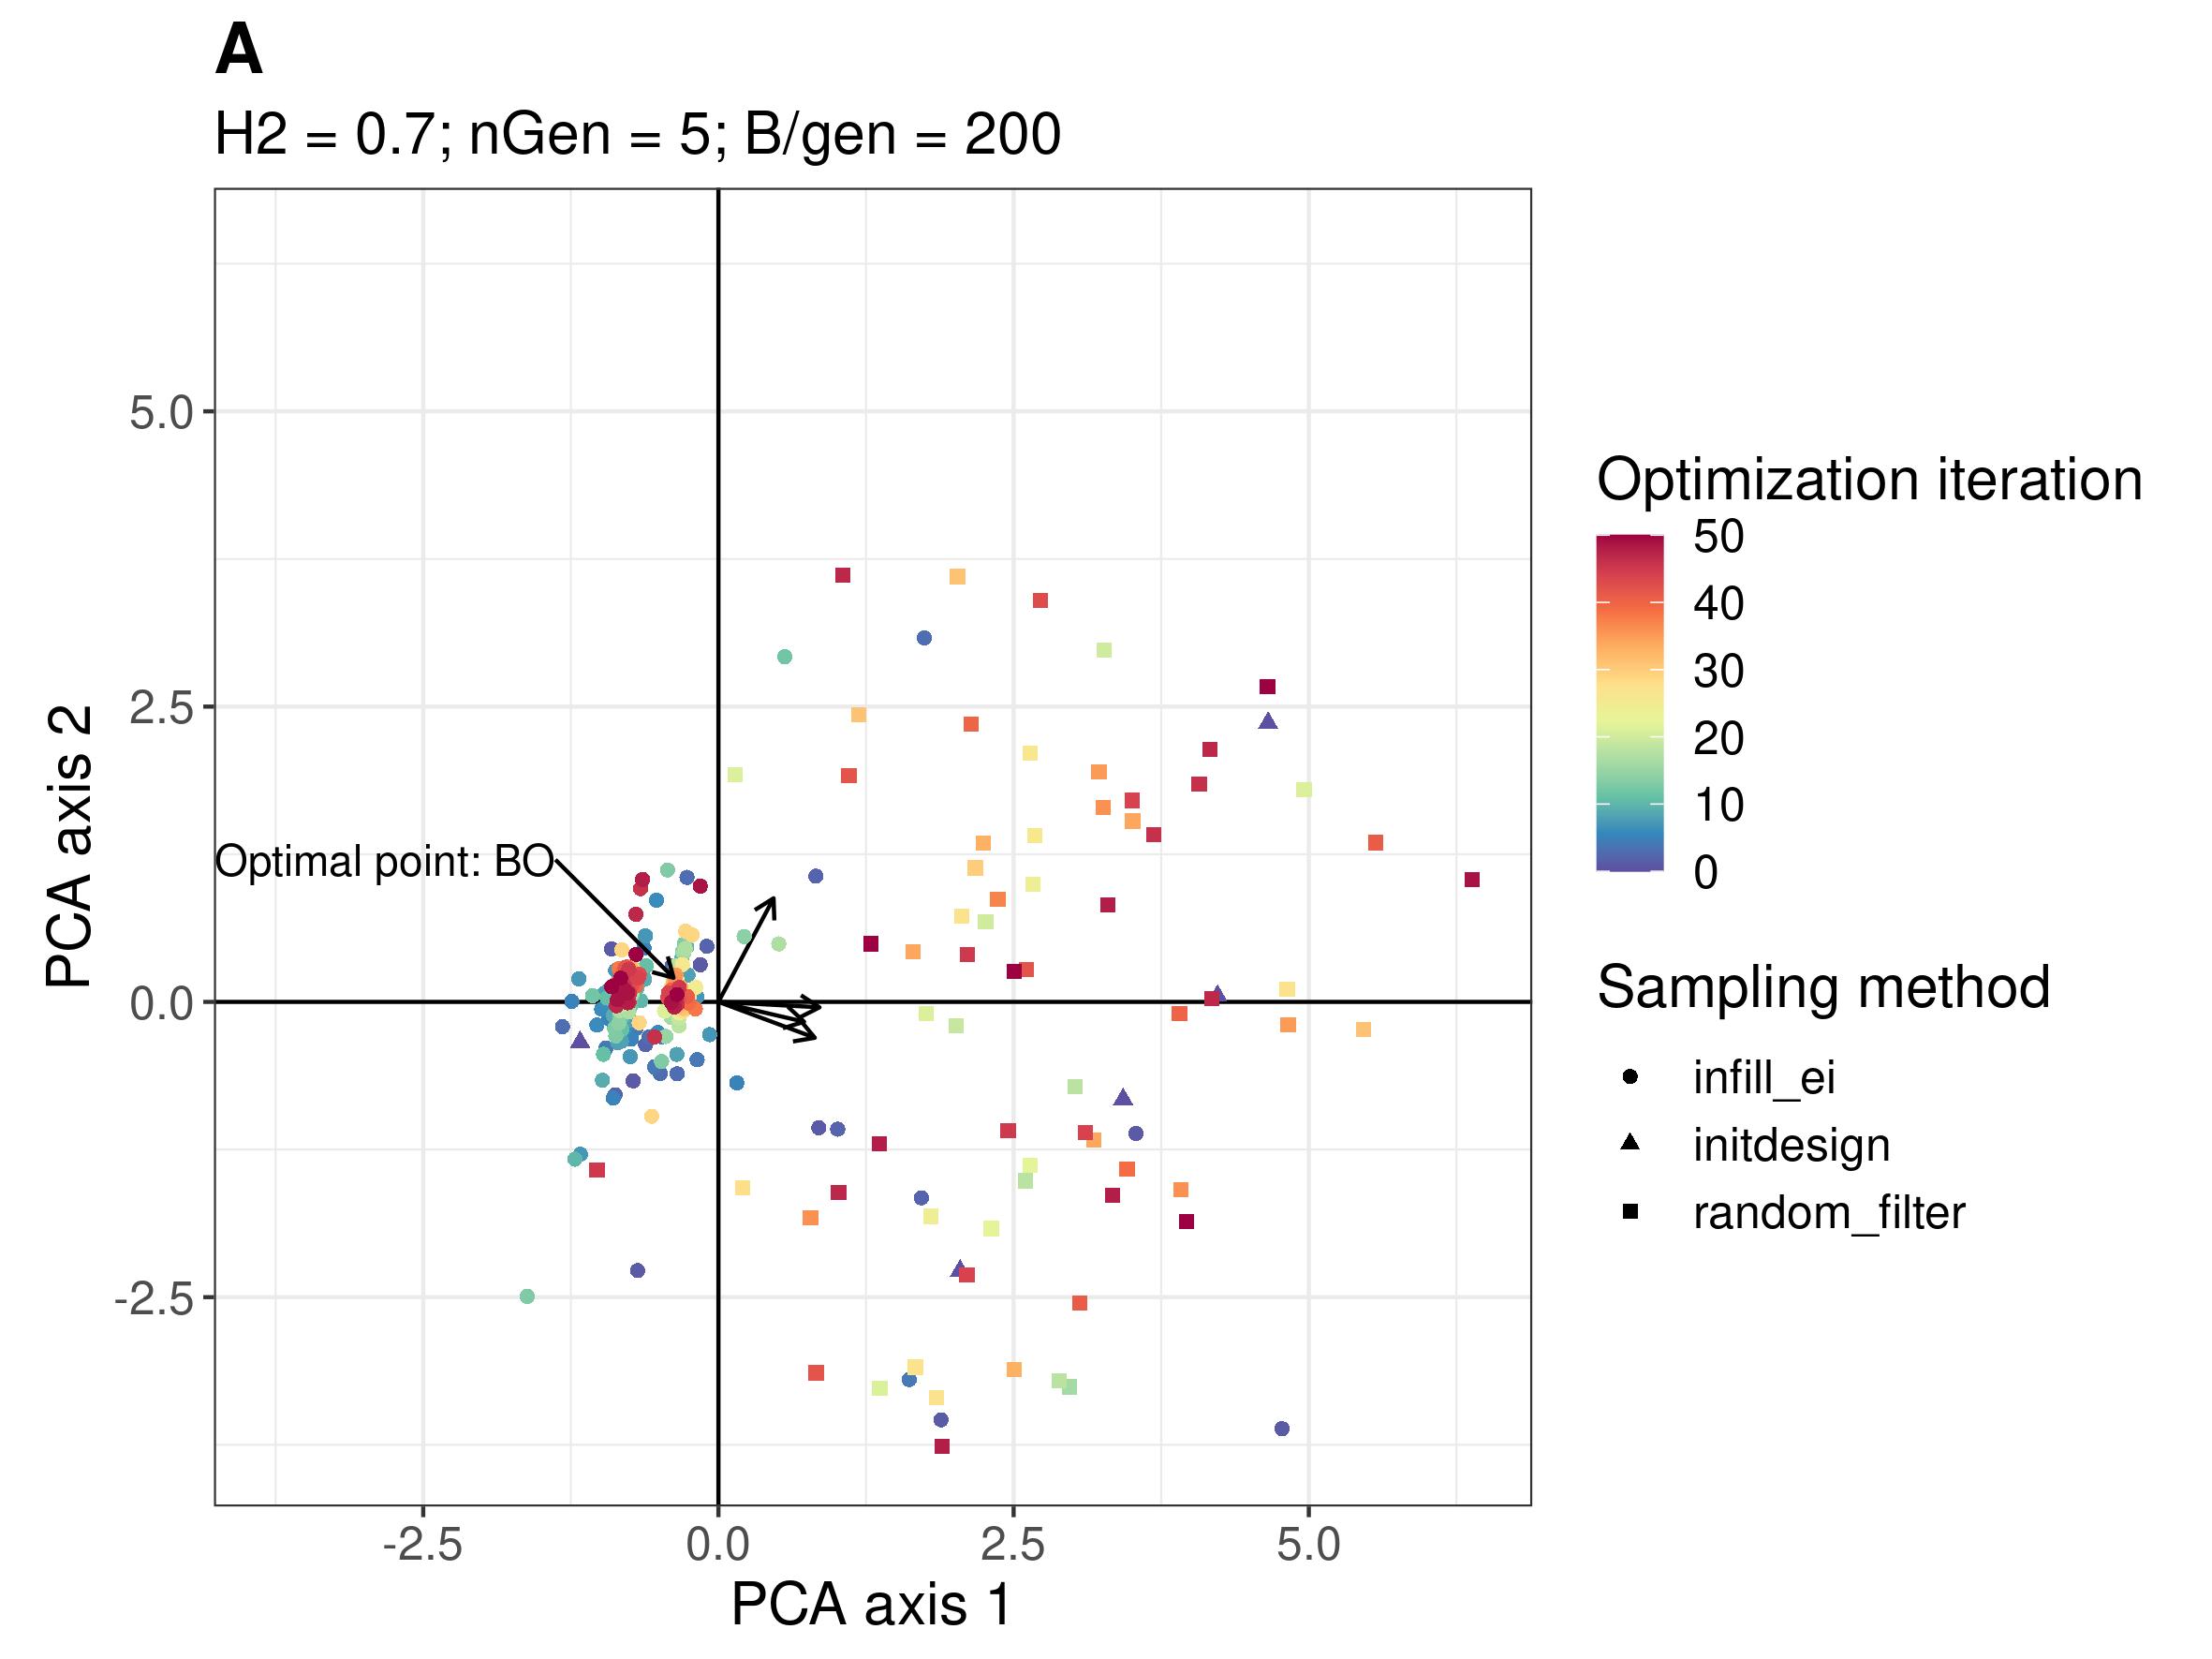 A
H2 = 0.7; nGen = 5; B/gen = 200
PCA axis 2
5.0
2.5
0.0
-2.5
Optimal point: BO
-2.5
0.0
2.5
5.0
PCA axis 1
Optimization iteration
50
40
30
20
10
0
Sampling method
infill_ei
initdesign
random_filter